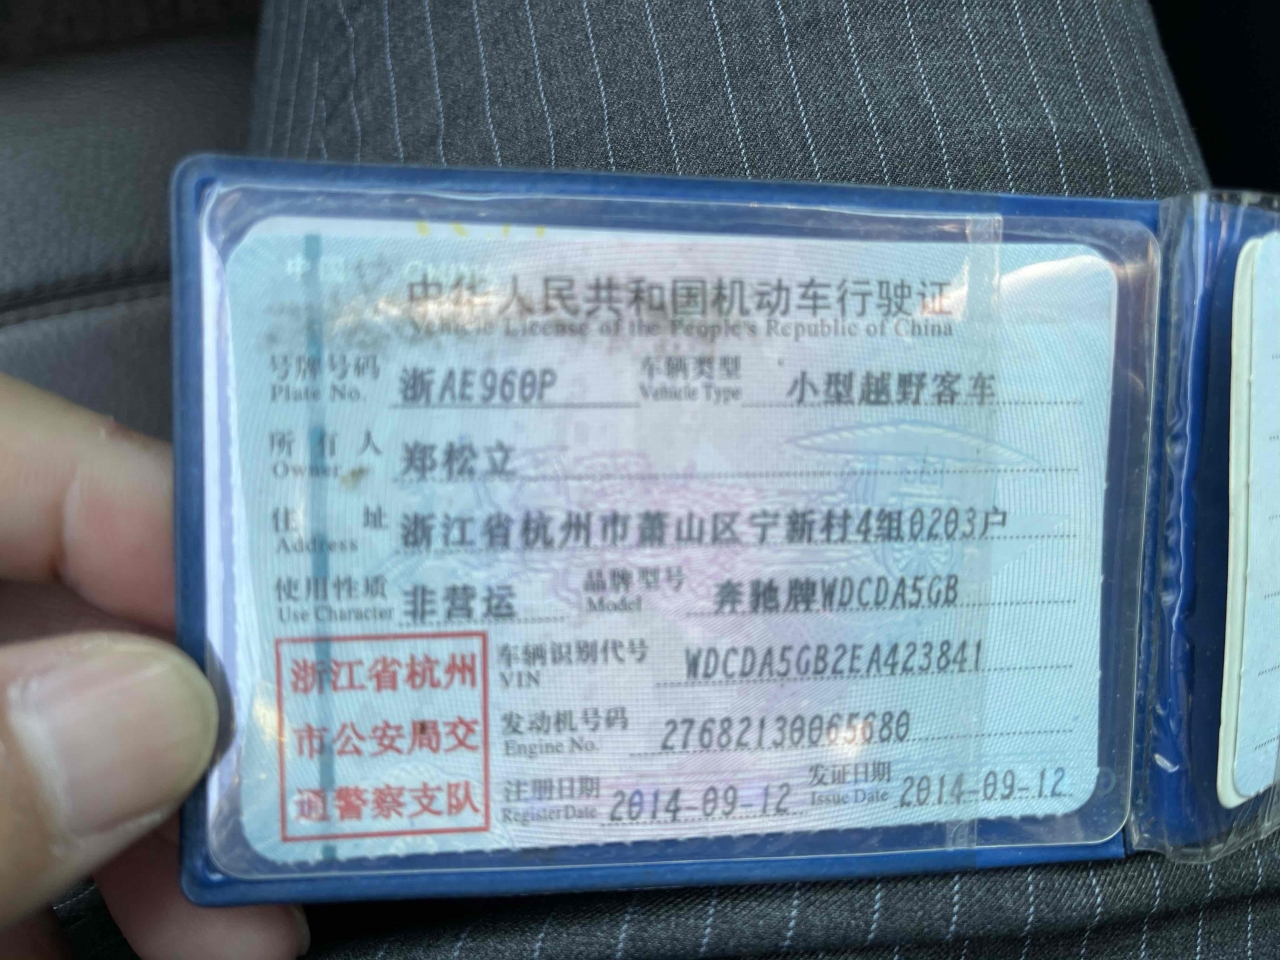 中华人民共和国机动车行驶证
Vehicle License of the People's Republic of China
号牌号码 浙AE960P 车辆类型 小型越野客车
Plate No. Vehicle Type
所有人 郑松立
Owner
住址 浙江省杭州市萧山区宁新村4组0203户
Address
使用性质 非营运 品牌型号 奔驰牌WDCDA5GB
Use Character Model
浙江省杭州 车辆识别代号 WDCDA5GB2EA423841
VIN
市公安局交 发动机号码 27682130065680
Engine No.
通警察支队 注册日期 2014-09-12 发证日期 2014-09-12
Register Date Issue Date